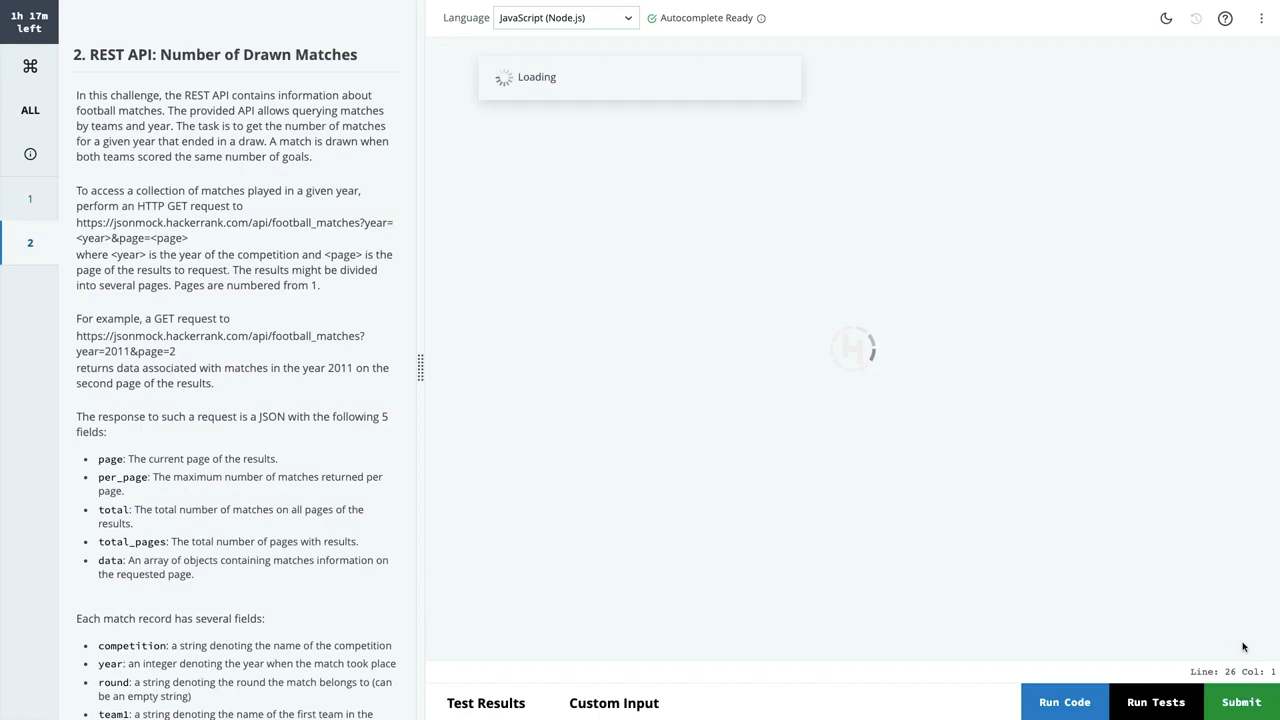 1h 17m
left
Language
JavaScript (Node.js)
Autocomplete Ready
2. REST API: Number of Drawn Matches
ALL
1
2
In this challenge, the REST API contains information about
football matches. The provided API allows querying matches
by teams and year. The task is to get the number of matches
for a given year that ended in a draw. A match is drawn when
both teams scored the same number of goals.
To access a collection of matches played in a given year,
perform an HTTP GET request to
https://jsonmock.hackerrank.com/api/football_matches?year=
<year>&page=<page>
where <year> is the year of the competition and <page> is the
page of the results to request. The results might be divided
into several pages. Pages are numbered from 1.
For example, a GET request to
https://jsonmock.hackerrank.com/api/football_matches?
year=2011&page=2
returns data associated with matches in the year 2011 on the
second page of the results.
The response to such a request is a JSON with the following 5
fields:
• page: The current page of the results.
• per_page: The maximum number of matches returned per
page.
• total: The total number of matches on all pages of the
results.
• total_pages: The total number of pages with results.
• data: An array of objects containing matches information on
the requested page.
Each match record has several fields:
• competition: a string denoting the name of the competition
• year: an integer denoting the year when the match took place
• round: a string denoting the round the match belongs to (can
be an empty string)
• team1: a string denoting the name of the first team in the
Loading
H
Line: 26 Col: 1
Test Results
Custom Input
Run Code
Run Tests
Submit